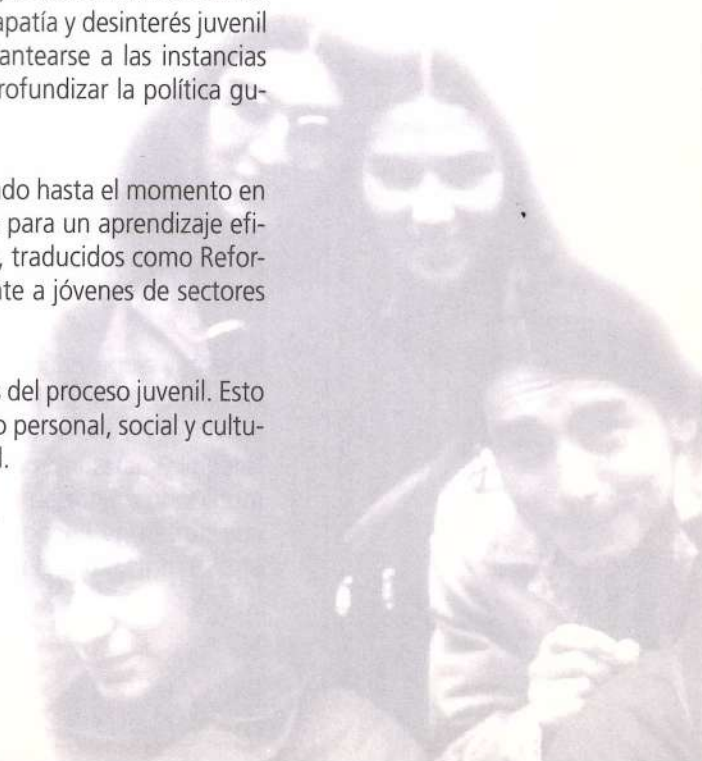 apatía y desinterés juvenil
antearse a las instancias
rofundizar la política gu-
do hasta el momento en
para un aprendizaje efi-
, traducidos como Refor-
te a jóvenes de sectores
del proceso juvenil. Esto
o personal, social y cultu-
l.